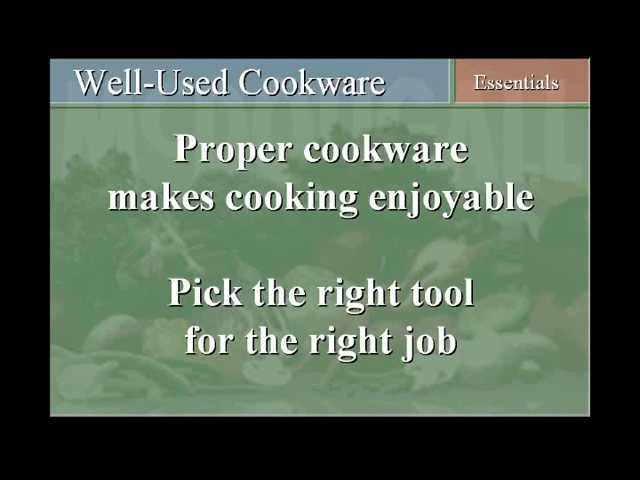 Well-Used Cookware
Essentials
Proper cookware
makes cooking enjoyable
Pick the right tool
for the right job